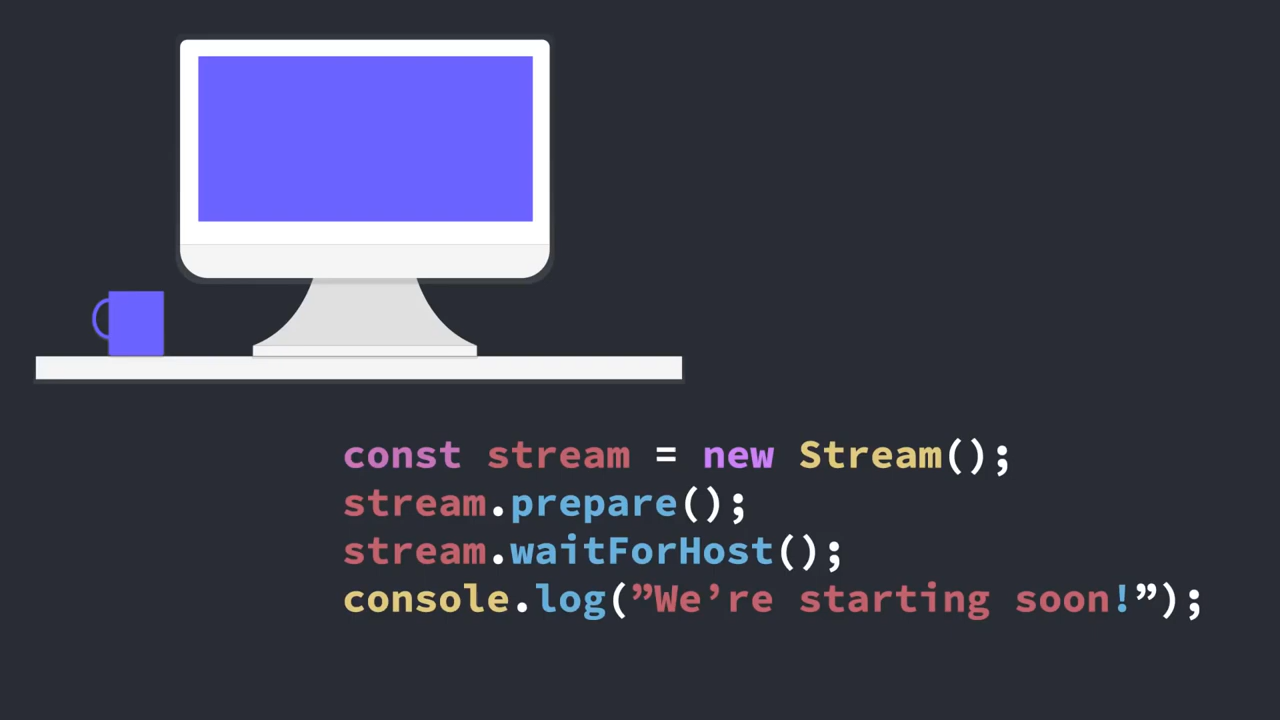 const stream = new Stream();
stream.prepare();
stream.waitForHost();
console.log(”We’re starting soon!”);